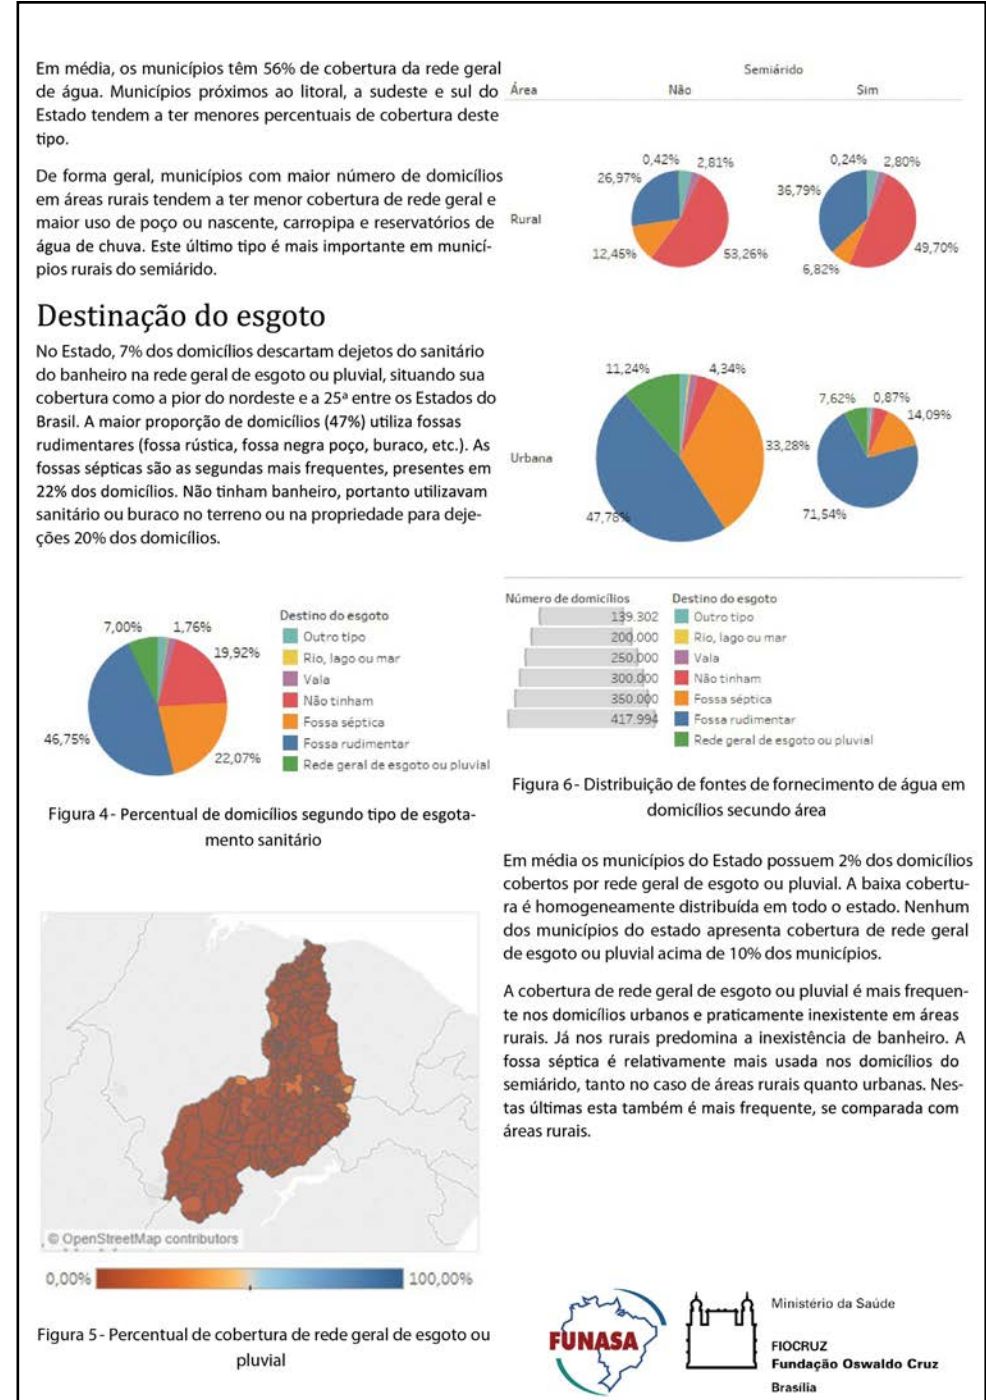 Em média, os municípios têm 56% de cobertura da rede geral
de água. Municípios próximos ao litoral, a sudeste e sul do
Estado tendem a ter menores percentuais de cobertura deste
tipo.
De forma geral, municípios com maior número de domicílios
em áreas rurais tendem a ter menor cobertura de rede geral e
maior uso de poço ou nascente, carro-pipa e reservatórios de
água de chuva. Este último tipo é mais importante em municí-
pios rurais do semiárido.
Destinação do esgoto
No Estado, 7% dos domicílios descartam dejetos do sanitário
do banheiro na rede geral de esgoto ou pluvial, situando sua
cobertura como a pior do nordeste e a 25ª entre os Estados do
Brasil. A maior proporção de domicílios (47%) utiliza fossas
rudimentares (fossa rústica, fossa negra poço, buraco, etc.). As
fossas sépticas são as segundas mais frequentes, presentes em
22% dos domicílios. Não tinham banheiro, portanto utilizavam
sanitário ou buraco no terreno ou na propriedade para deje-
ções 20% dos domicílios.
7,00%
1,76%
19,92%
46,75%
22,07%
Destino do esgoto
Outro tipo
Rio, lago ou mar
Vala
Não tinham
Fossa séptica
Fossa rudimentar
Rede geral de esgoto ou pluvial
Figura 4 - Percentual de domicílios segundo tipo de esgota-
mento sanitário
© OpenStreetMap contributors
0,00%
100,00%
Figura 5 - Percentual de cobertura de rede geral de esgoto ou
pluvial
Semiárido
Área
Não
Sim
Rural
0,42%
2,81%
26,97%
12,45%
53,26%
0,24%
2,80%
36,79%
6,82%
49,70%
Urbana
11,24%
4,34%
33,28%
47,78%
7,62%
0,87%
14,09%
71,54%
Número de domicílios
139.302
200.000
250.000
300.000
350.000
417.994
Destino do esgoto
Outro tipo
Rio, lago ou mar
Vala
Não tinham
Fossa séptica
Fossa rudimentar
Rede geral de esgoto ou pluvial
Figura 6 - Distribuição de fontes de fornecimento de água em
domicílios secundo área
Em média os municípios do Estado possuem 2% dos domicílios
cobertos por rede geral de esgoto ou pluvial. A baixa cobertu-
ra é homogeneamente distribuída em todo o estado. Nenhum
dos municípios do estado apresenta cobertura de rede geral
de esgoto ou pluvial acima de 10% dos municípios.
A cobertura de rede geral de esgoto ou pluvial é mais frequen-
te nos domicílios urbanos e praticamente inexistente em áreas
rurais. Já nos rurais predomina a inexistência de banheiro. A
fossa séptica é relativamente mais usada nos domicílios do
semiárido, tanto no caso de áreas rurais quanto urbanas. Nes-
tas últimas esta também é mais frequente, se comparada com
áreas rurais.
FUNASA
Ministério da Saúde
FIOCRUZ
Fundação Oswaldo Cruz
Brasília